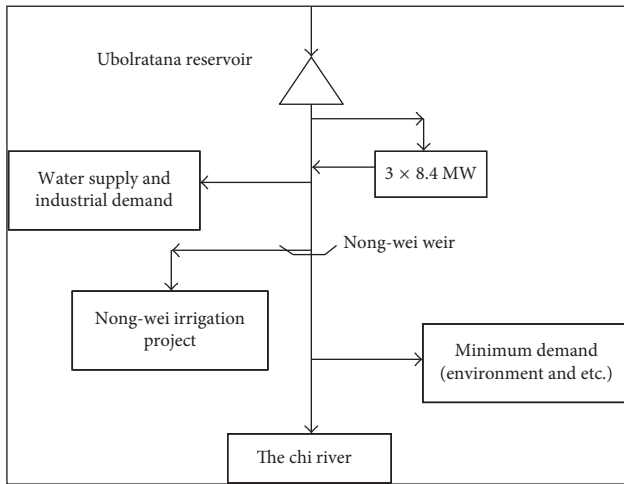 Ubolratana reservoir
3 × 8.4 MW
Water supply and
industrial demand
Nong-wei weir
Nong-wei irrigation
project
Minimum demand
(environment and etc.)
The chi river